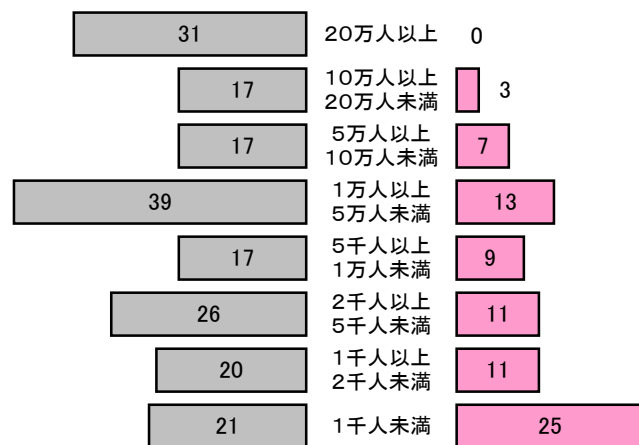 31 20万人以上 0
17 10万人以上 3
20万人未満
17 5万人以上 7
10万人未満
39 1万人以上 13
5万人未満
17 5千人以上 9
1万人未満
26 2千人以上 11
5千人未満
20 1千人以上 11
2千人未満
21 1千人未満 25